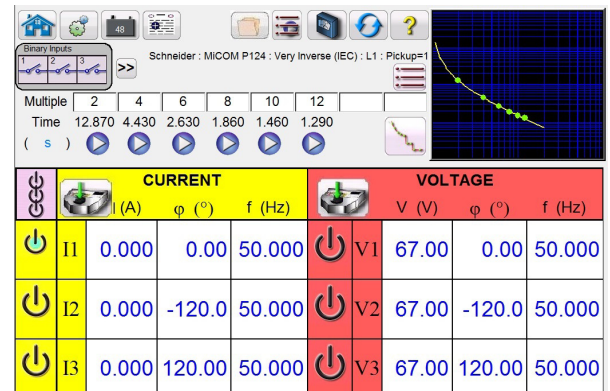 48
?
Binary Inputs
1 2 3
>>
Schneider : MiCOM P124 : Very Inverse (IEC) : L1 : Pickup=1
Multiple 2 4 6 8 10 12
Time 12.870 4.430 2.630 1.860 1.460 1.290
( s )
CURRENT VOLTAGE
I (A) φ (°) f (Hz) V (V) φ (°) f (Hz)
I1 0.000 0.00 50.000 V1 67.00 0.00 50.000
I2 0.000 -120.0 50.000 V2 67.00 -120.0 50.000
I3 0.000 120.00 50.000 V3 67.00 120.00 50.000